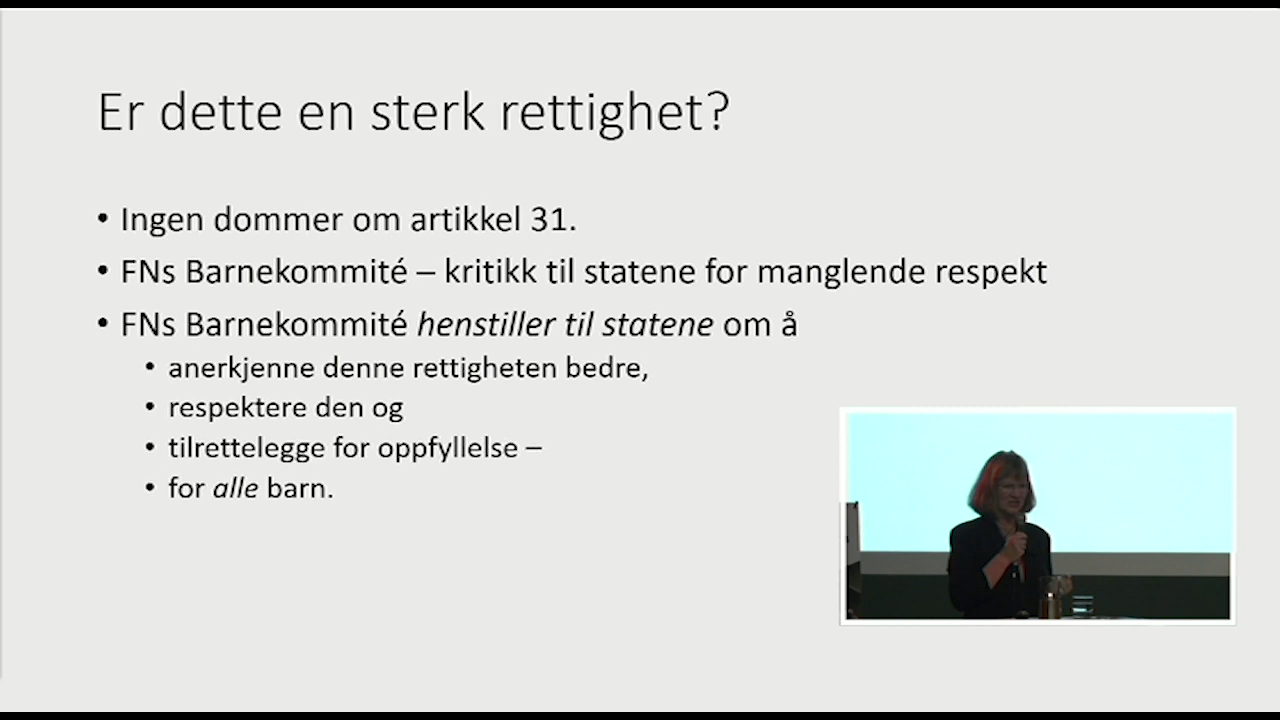 Er dette en sterk rettighet?
• Ingen dommer om artikkel 31.
• FNs Barnekommité – kritikk til statene for manglende respekt
• FNs Barnekommité henstiller til statene om å
• anerkjenne denne rettigheten bedre,
• respektere den og
• tilrettelegge for oppfyllelse –
• for alle barn.